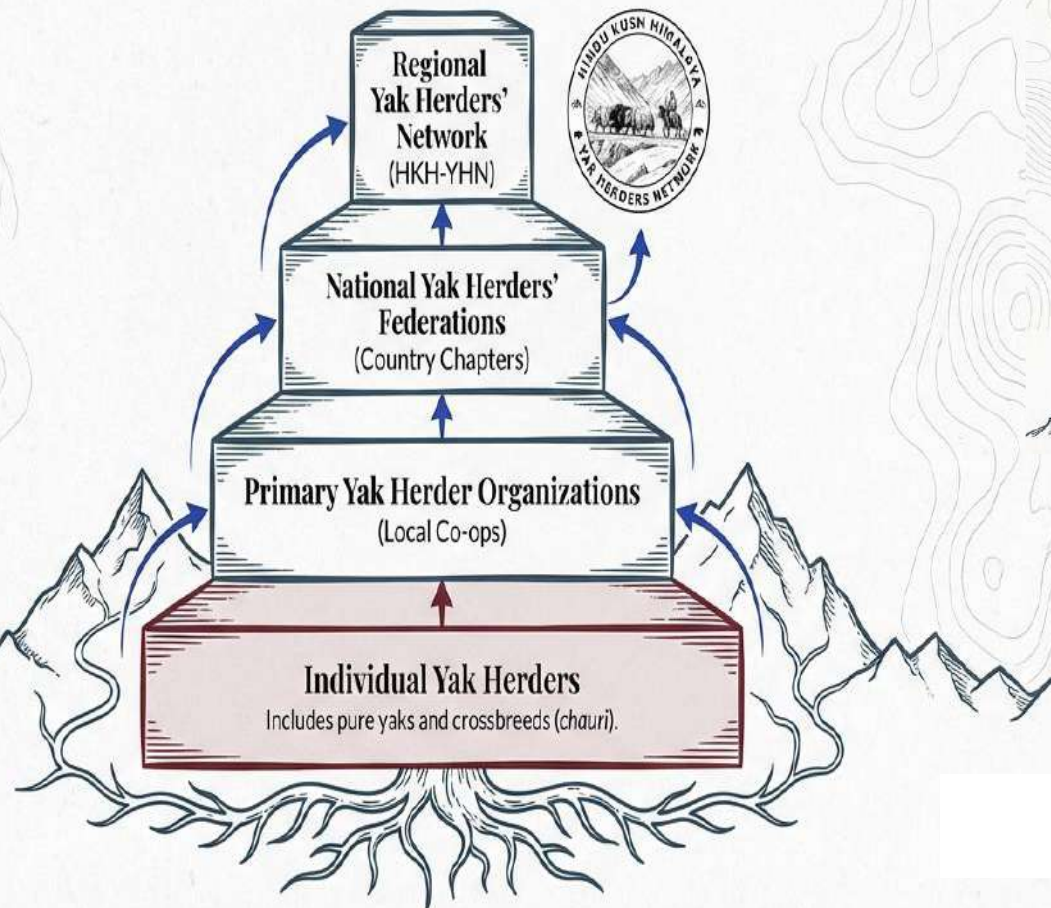 Regional
Yak Herders'
Network
(HKH-YHN)
HINDU KUSN HIMALAYA
YAK HERDERS NETWORK
National Yak Herders'
Federations
(Country Chapters)
Primary Yak Herder Organizations
(Local Co-ops)
Individual Yak Herders
Includes pure yaks and crossbreeds (chauri).